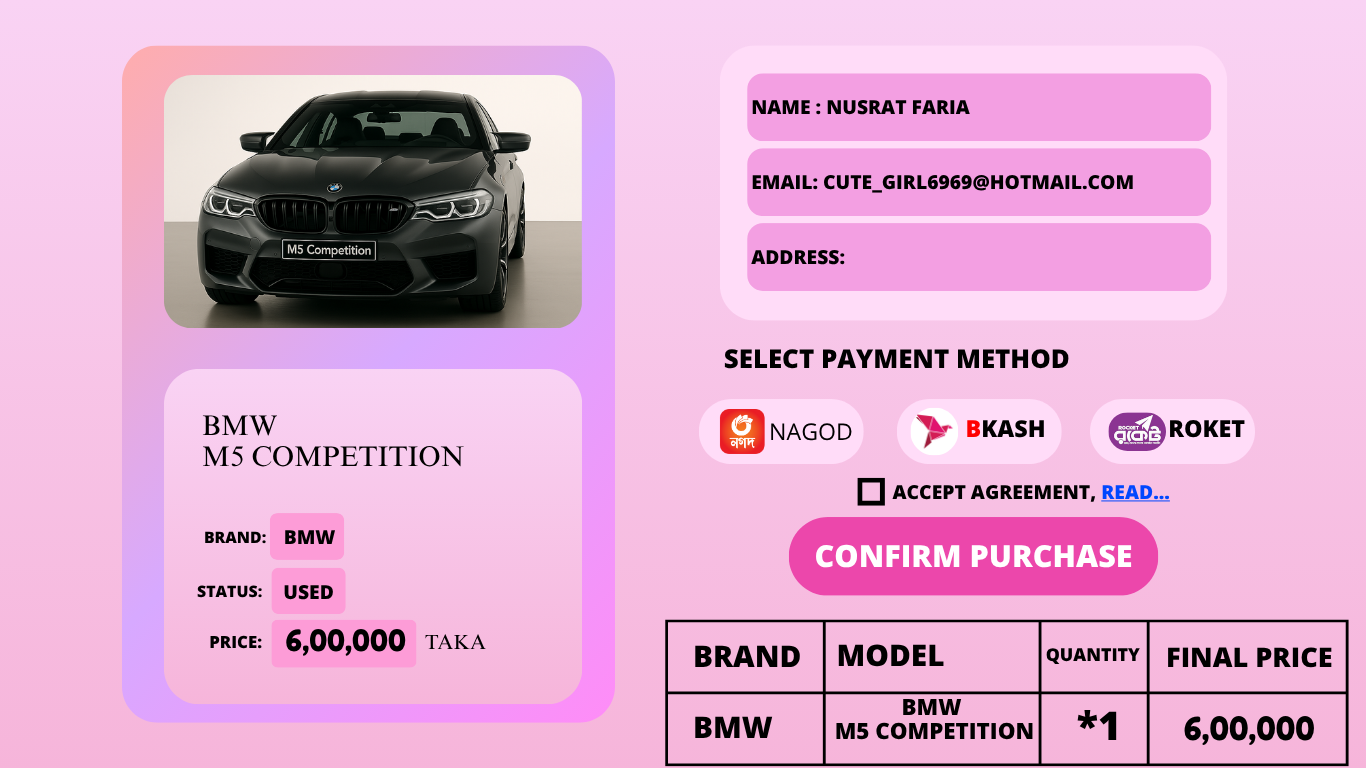 M5 Competition
BMW
M5 COMPETITION
BRAND: BMW
STATUS: USED
PRICE: 6,00,000 TAKA
NAME : NUSRAT FARIA
EMAIL: CUTE_GIRL6969@HOTMAIL.COM
ADDRESS:
SELECT PAYMENT METHOD
নগদ NAGOD
BKASH
ROCKET
রকেট ROKET
ACCEPT AGREEMENT, READ...
CONFIRM PURCHASE
BRAND MODEL QUANTITY FINAL PRICE
BMW BMW M5 COMPETITION *1 6,00,000